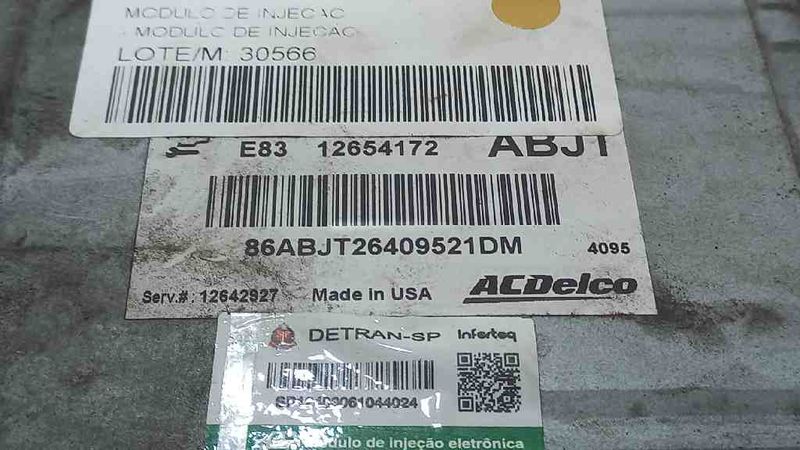 MODULO DE INJECAO
- MODULO DE INJECAO
LOTE/M: 30566
E83 12654172 ABJT
86ABJT26409521DM 4095
Serv.#: 12642927 Made in USA ACDelco
DETRAN-SP Inforteq
módulo de injeção eletrônica